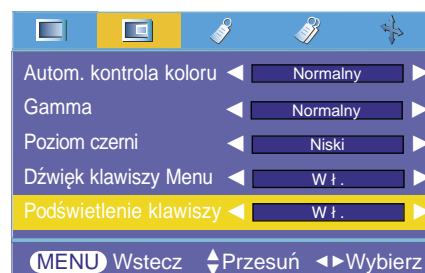 Autom. kontrola koloru Normalny
Gamma Normalny
Poziom czerni Niski
Dźwięk klawiszy Menu Wł.
Podświetlenie klawiszy Wł.
MENU Wstecz Przesuń Wybierz